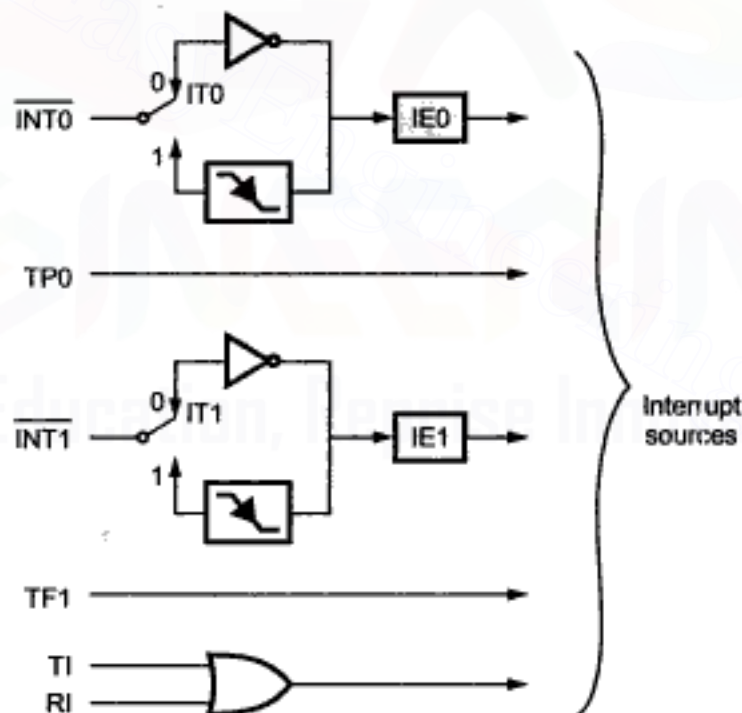 0
IT0
INT0
IE0
1
TP0
0
IT1
INT1
IE1
1
Interrupt
sources
TF1
TI
RI